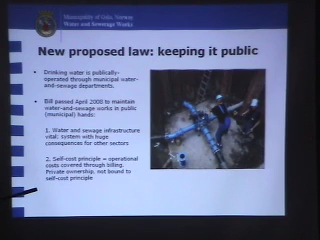 Municipality of Oslo, Norway
Water and Sewerage Works
New proposed law: keeping it public
• Drinking water is publically-
operated through municipal water-
and-sewage departments.
• Bill passed April 2008 to maintain
water-and-sewage works in public
(municipal) hands:
1. Water and sewage infrastructure
vital; system with huge
consequences for other sectors
2. Self-cost principle = operational
costs covered through billing.
Private ownership, not bound to
self-cost principle